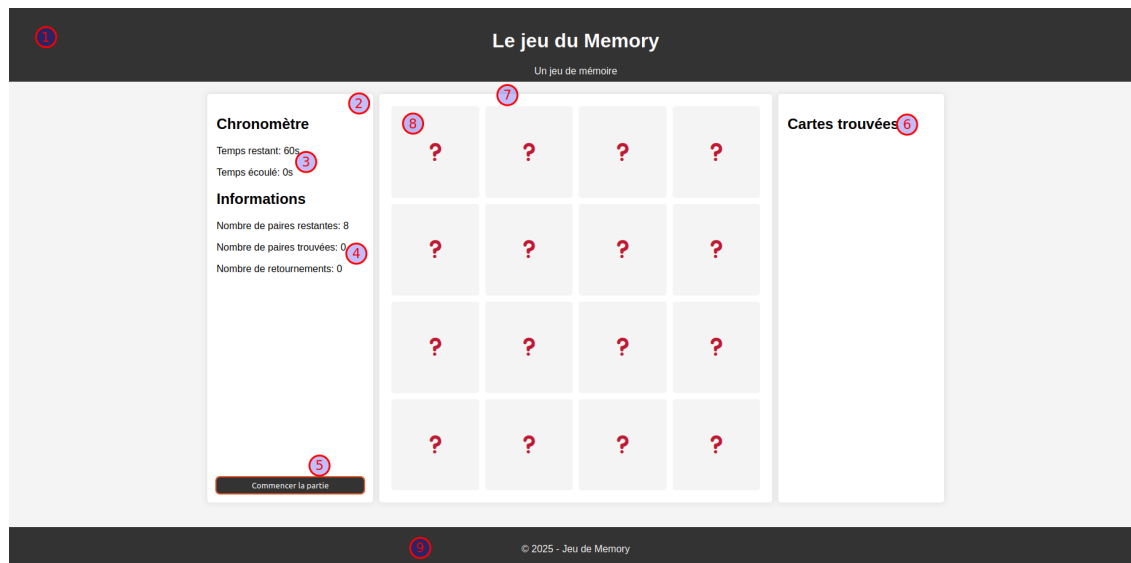 1
Le jeu du Memory
Un jeu de mémoire
2
Chronomètre
Temps restant: 60s
3
Temps écoulé: 0s
Informations
Nombre de paires restantes: 8
Nombre de paires trouvées: 0
4
Nombre de retournements: 0
5
Commencer la partie
7
8
? ? ? ?
? ? ? ?
? ? ? ?
? ? ? ?
Cartes trouvées
6
9
© 2025 - Jeu de Memory